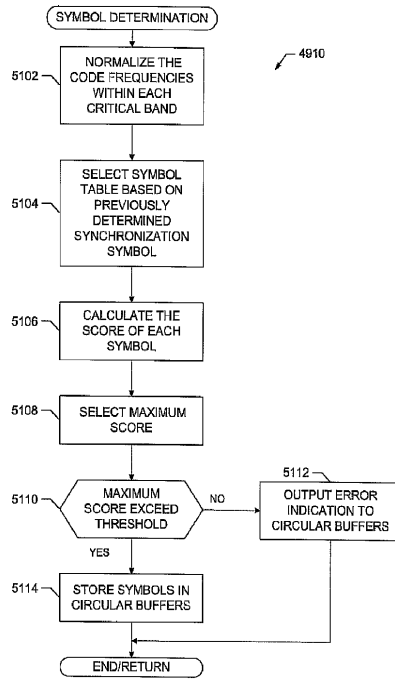 SYMBOL DETERMINATION
4910
5102
NORMALIZE THE
CODE FREQUENCIES
WITHIN EACH
CRITICAL BAND
5104
SELECT SYMBOL
TABLE BASED ON
PREVIOUSLY
DETERMINED
SYNCHRONIZATION
SYMBOL
5106
CALCULATE THE
SCORE OF EACH
SYMBOL
5108
SELECT MAXIMUM
SCORE
5110
MAXIMUM
SCORE EXCEED
THRESHOLD
NO
5112
OUTPUT ERROR
INDICATION TO
CIRCULAR BUFFERS
YES
5114
STORE SYMBOLS IN
CIRCULAR BUFFERS
END/RETURN